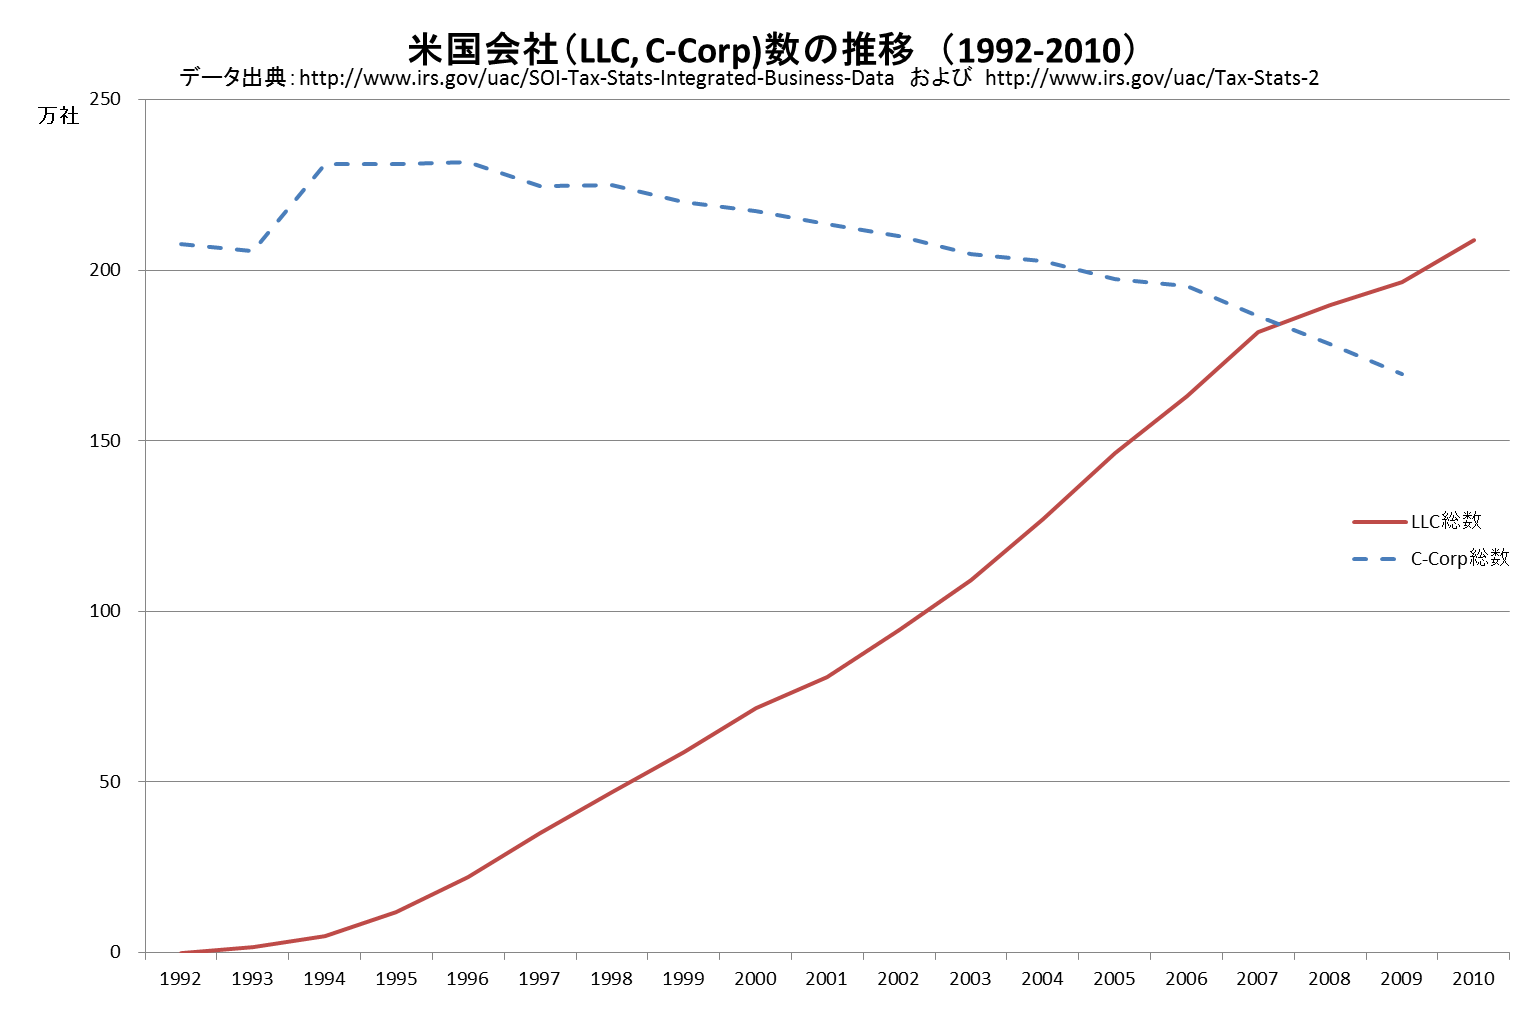 米国会社（LLC, C-Corp)数の推移 （1992-2010）
データ出典：http://www.irs.gov/uac/SOI-Tax-Stats-Integrated-Business-Data および http://www.irs.gov/uac/Tax-Stats-2
万社
250
200
150
100
50
0
LLC総数
C-Corp総数
1992 1993 1994 1995 1996 1997 1998 1999 2000 2001 2002 2003 2004 2005 2006 2007 2008 2009 2010